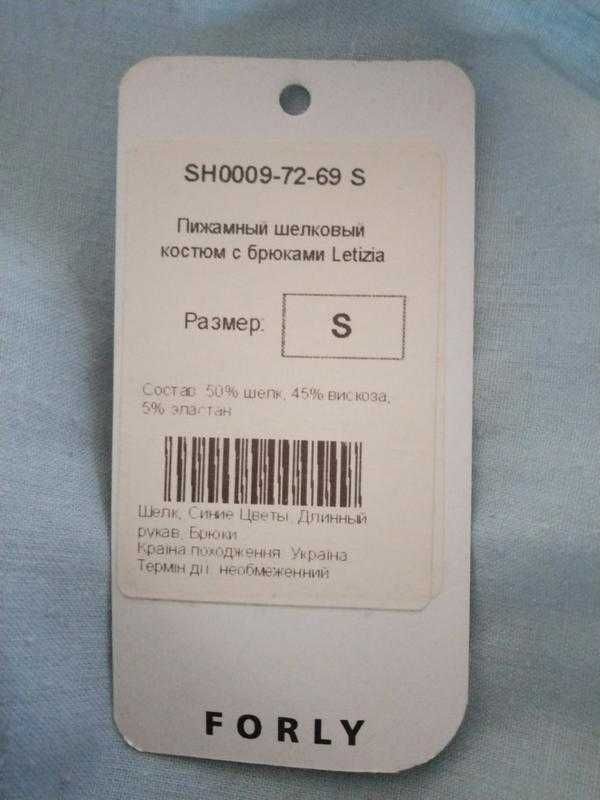 SH0009-72-69 S
Пижамный шелковый
костюм с брюками Letizia
Размер:
S
Состав: 50% шелк, 45% вискоза,
5% эластан
Шелк, Синие Цветы, Длинный
рукав, Брюки
Країна походження: Україна
Термін дії: необмеженний
FORLY